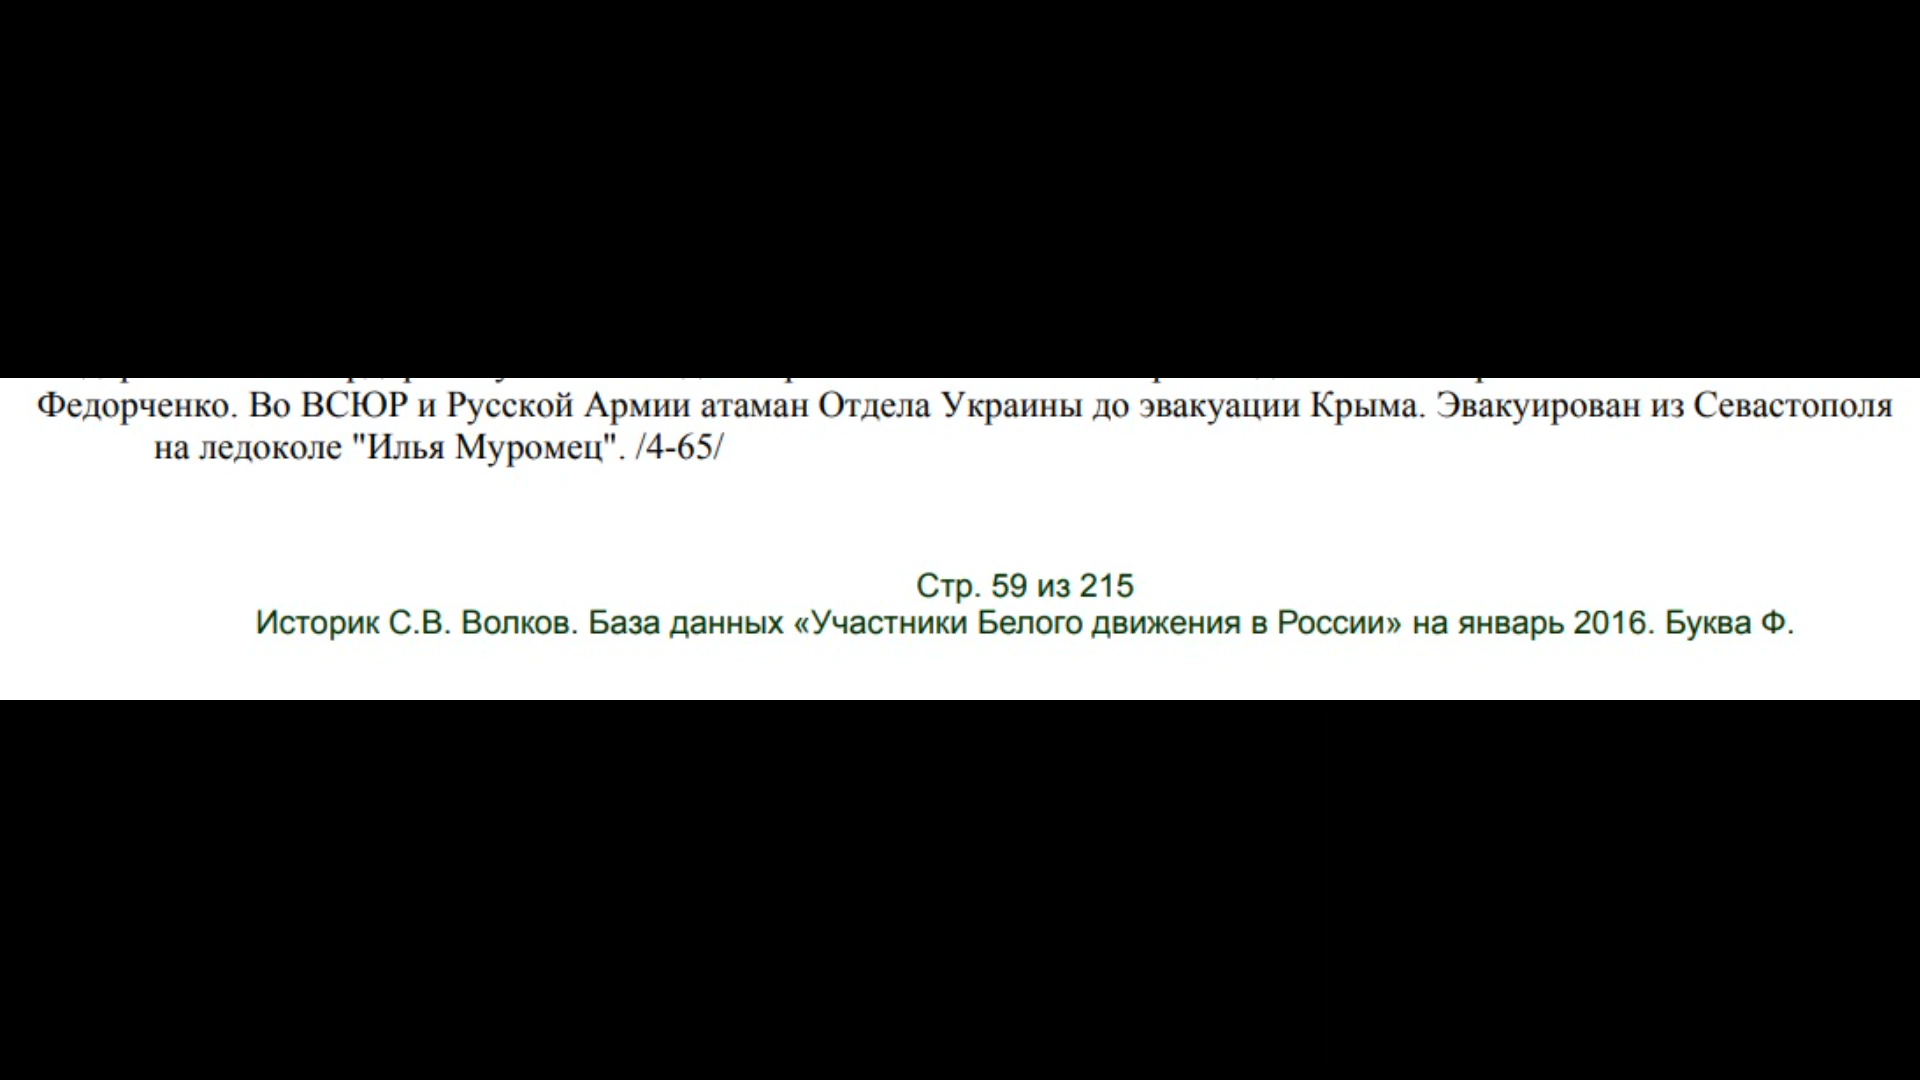 Федорченко. Во ВСЮР и Русской Армии атаман Отдела Украины до эвакуации Крыма. Эвакуирован из Севастополя
на ледоколе "Илья Муромец". /4-65/
Стр. 59 из 215
Историк С.В. Волков. База данных «Участники Белого движения в России» на январь 2016. Буква Ф.